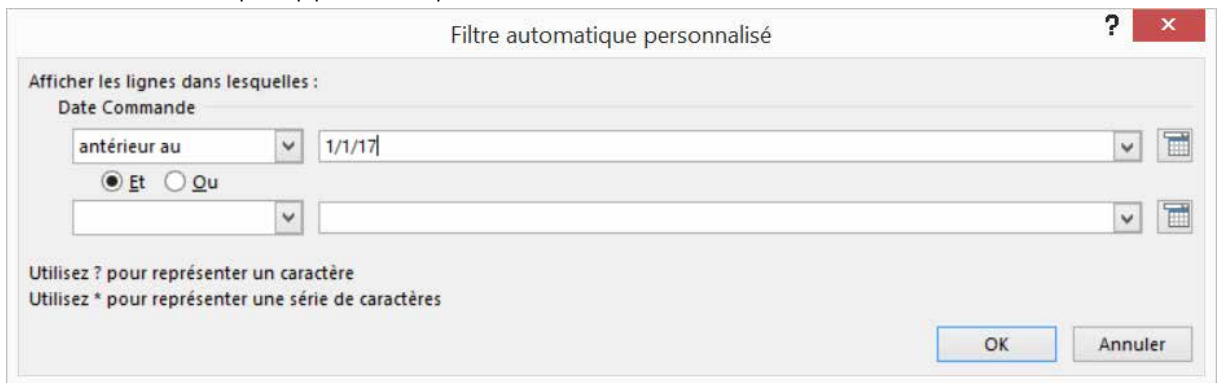 Filtre automatique personnalisé ? ×
Afficher les lignes dans lesquelles :
Date Commande
antérieur au 1/1/17
Et Ou
Utilisez ? pour représenter un caractère
Utilisez * pour représenter une série de caractères
OK Annuler